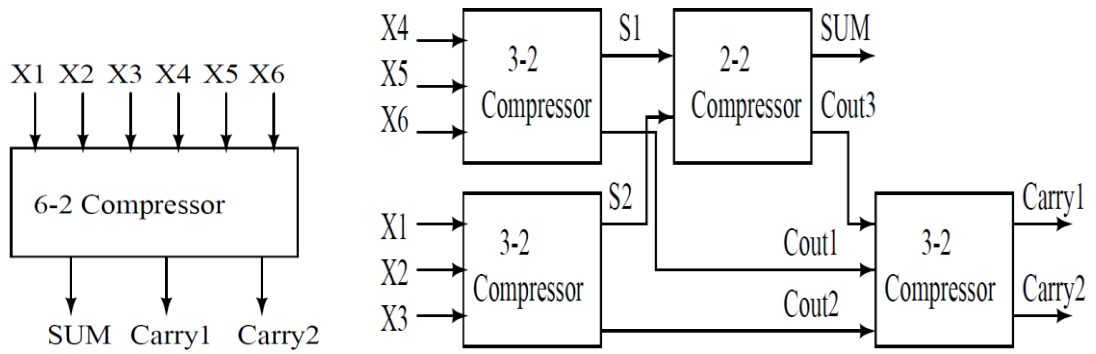 X1 X2 X3 X4 X5 X6
6-2 Compressor
SUM Carry1 Carry2
X4
X5
X6
3-2
Compressor
S1
2-2
Compressor
SUM
Cout3
X1
X2
X3
3-2
Compressor
S2
Cout1
Cout2
3-2
Compressor
Carry1
Carry2